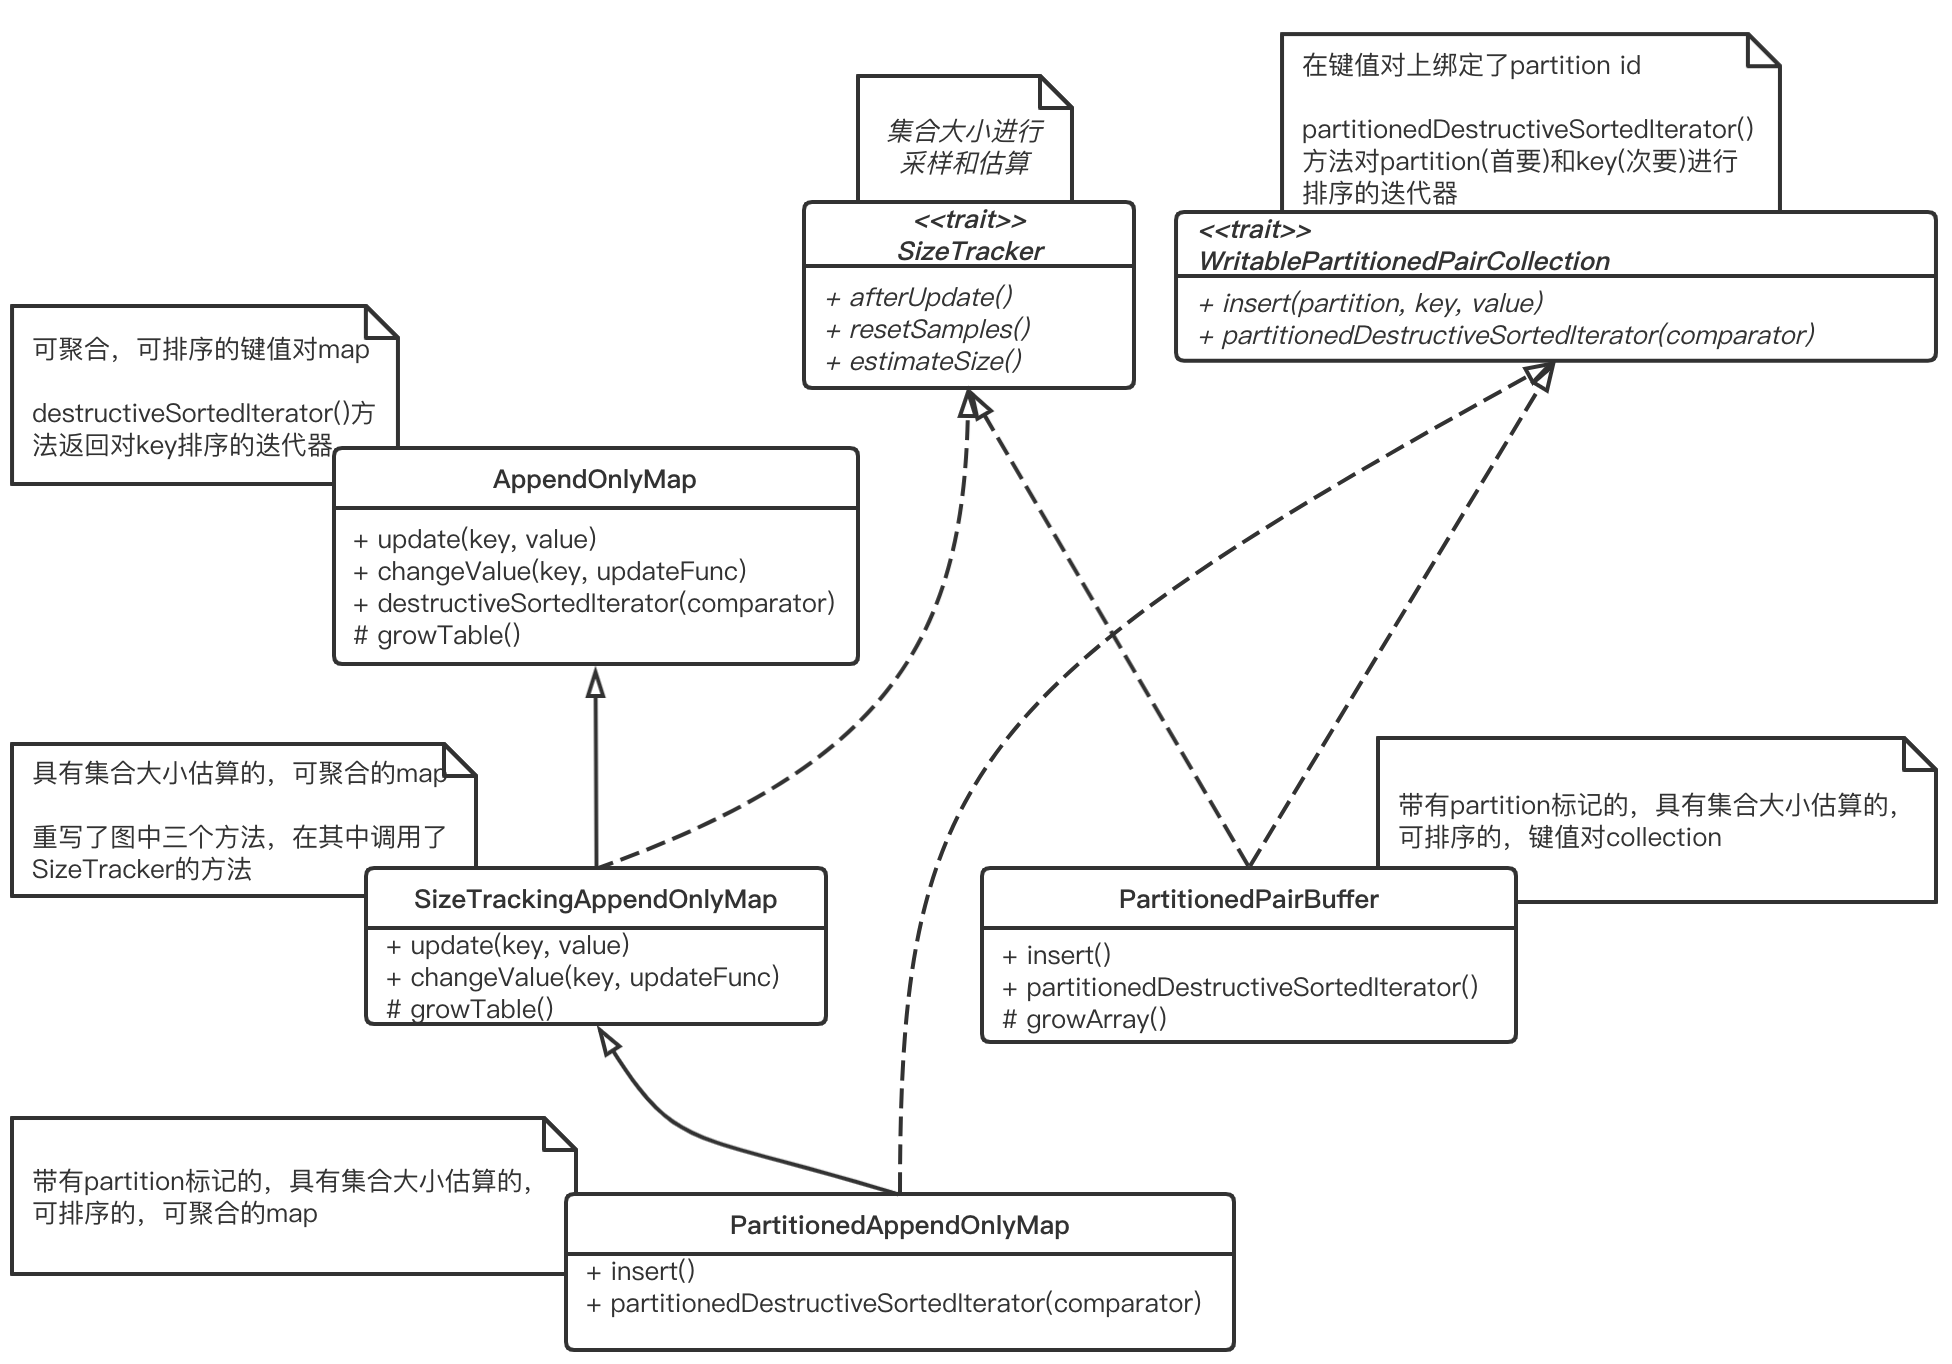 在键值对上绑定了partition id
partitionedDestructiveSortedIterator()
方法对partition(首要)和key(次要)进行
排序的迭代器
集合大小进行
采样和估算
<<trait>>
SizeTracker
+ afterUpdate()
+ resetSamples()
+ estimateSize()
<<trait>>
WritablePartitionedPairCollection
+ insert(partition, key, value)
+ partitionedDestructiveSortedIterator(comparator)
可聚合，可排序的键值对map
destructiveSortedIterator()方
法返回对key排序的迭代器
AppendOnlyMap
+ update(key, value)
+ changeValue(key, updateFunc)
+ destructiveSortedIterator(comparator)
# growTable()
具有集合大小估算的，可聚合的map
重写了图中三个方法，在其中调用了
SizeTracker的方法
SizeTrackingAppendOnlyMap
+ update(key, value)
+ changeValue(key, updateFunc)
# growTable()
带有partition标记的，具有集合大小估算的，
可排序的，键值对collection
PartitionedPairBuffer
+ insert()
+ partitionedDestructiveSortedIterator()
# growArray()
带有partition标记的，具有集合大小估算的，
可排序的，可聚合的map
PartitionedAppendOnlyMap
+ insert()
+ partitionedDestructiveSortedIterator(comparator)